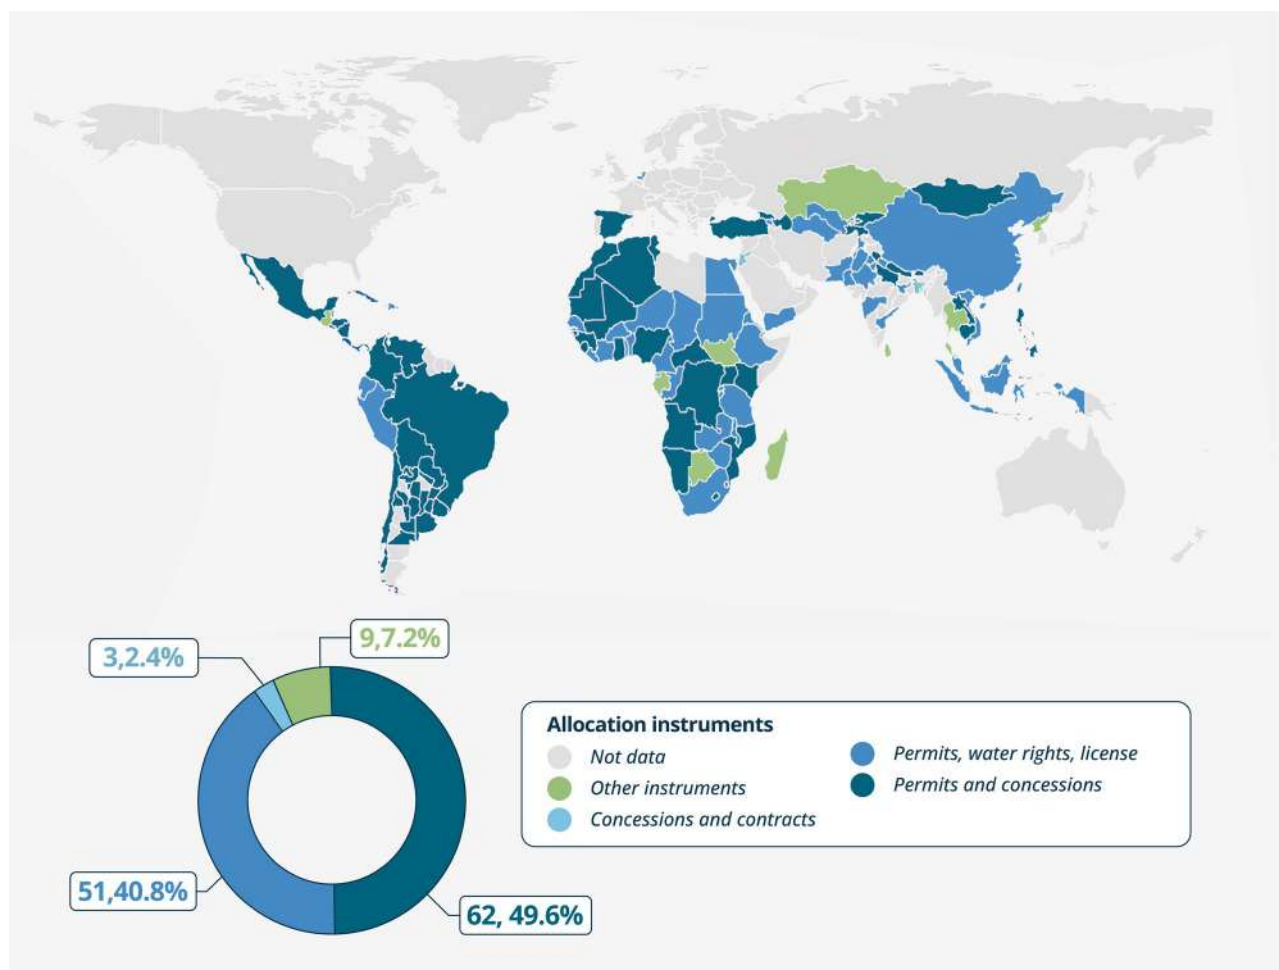 9,7.2%
3,2.4%
51,40.8%
62, 49.6%
Allocation instruments
Not data
Other instruments
Concessions and contracts
Permits, water rights, license
Permits and concessions